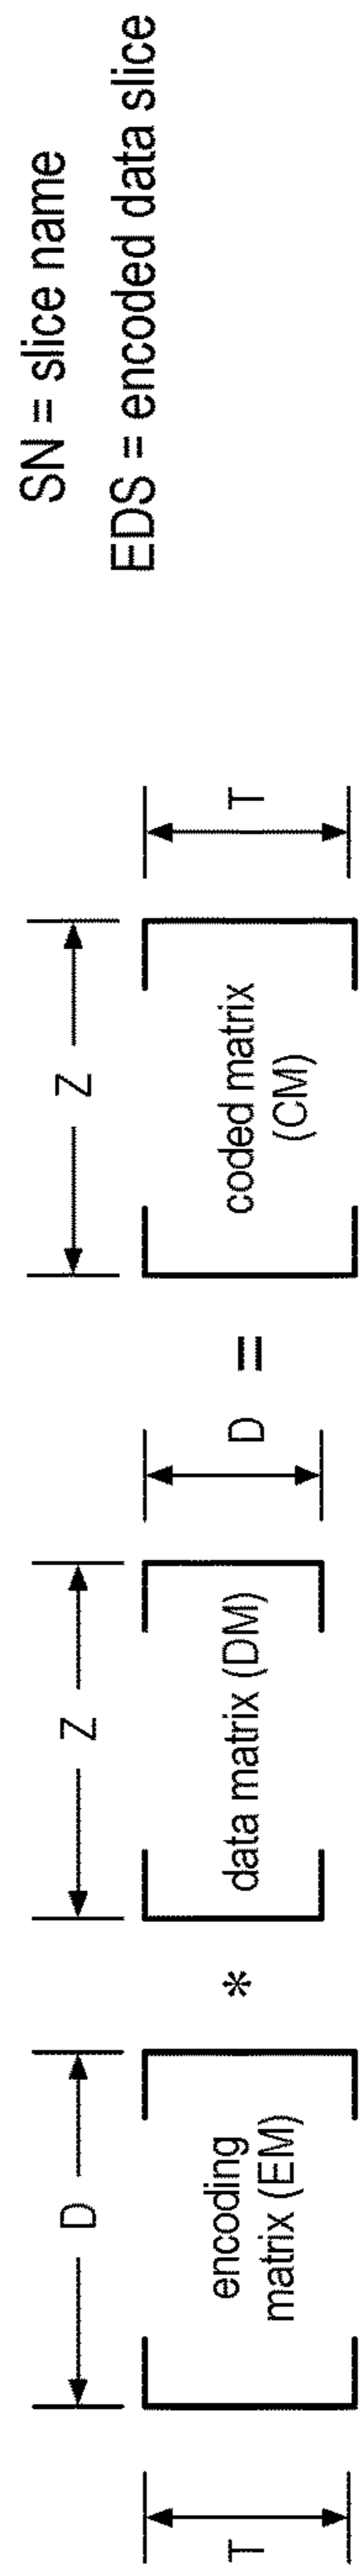 SN = slice name
EDS = encoded data slice
D
Z
Z
T
encoding
matrix (EM)
*
data matrix (DM)
D
=
coded matrix
(CM)
T